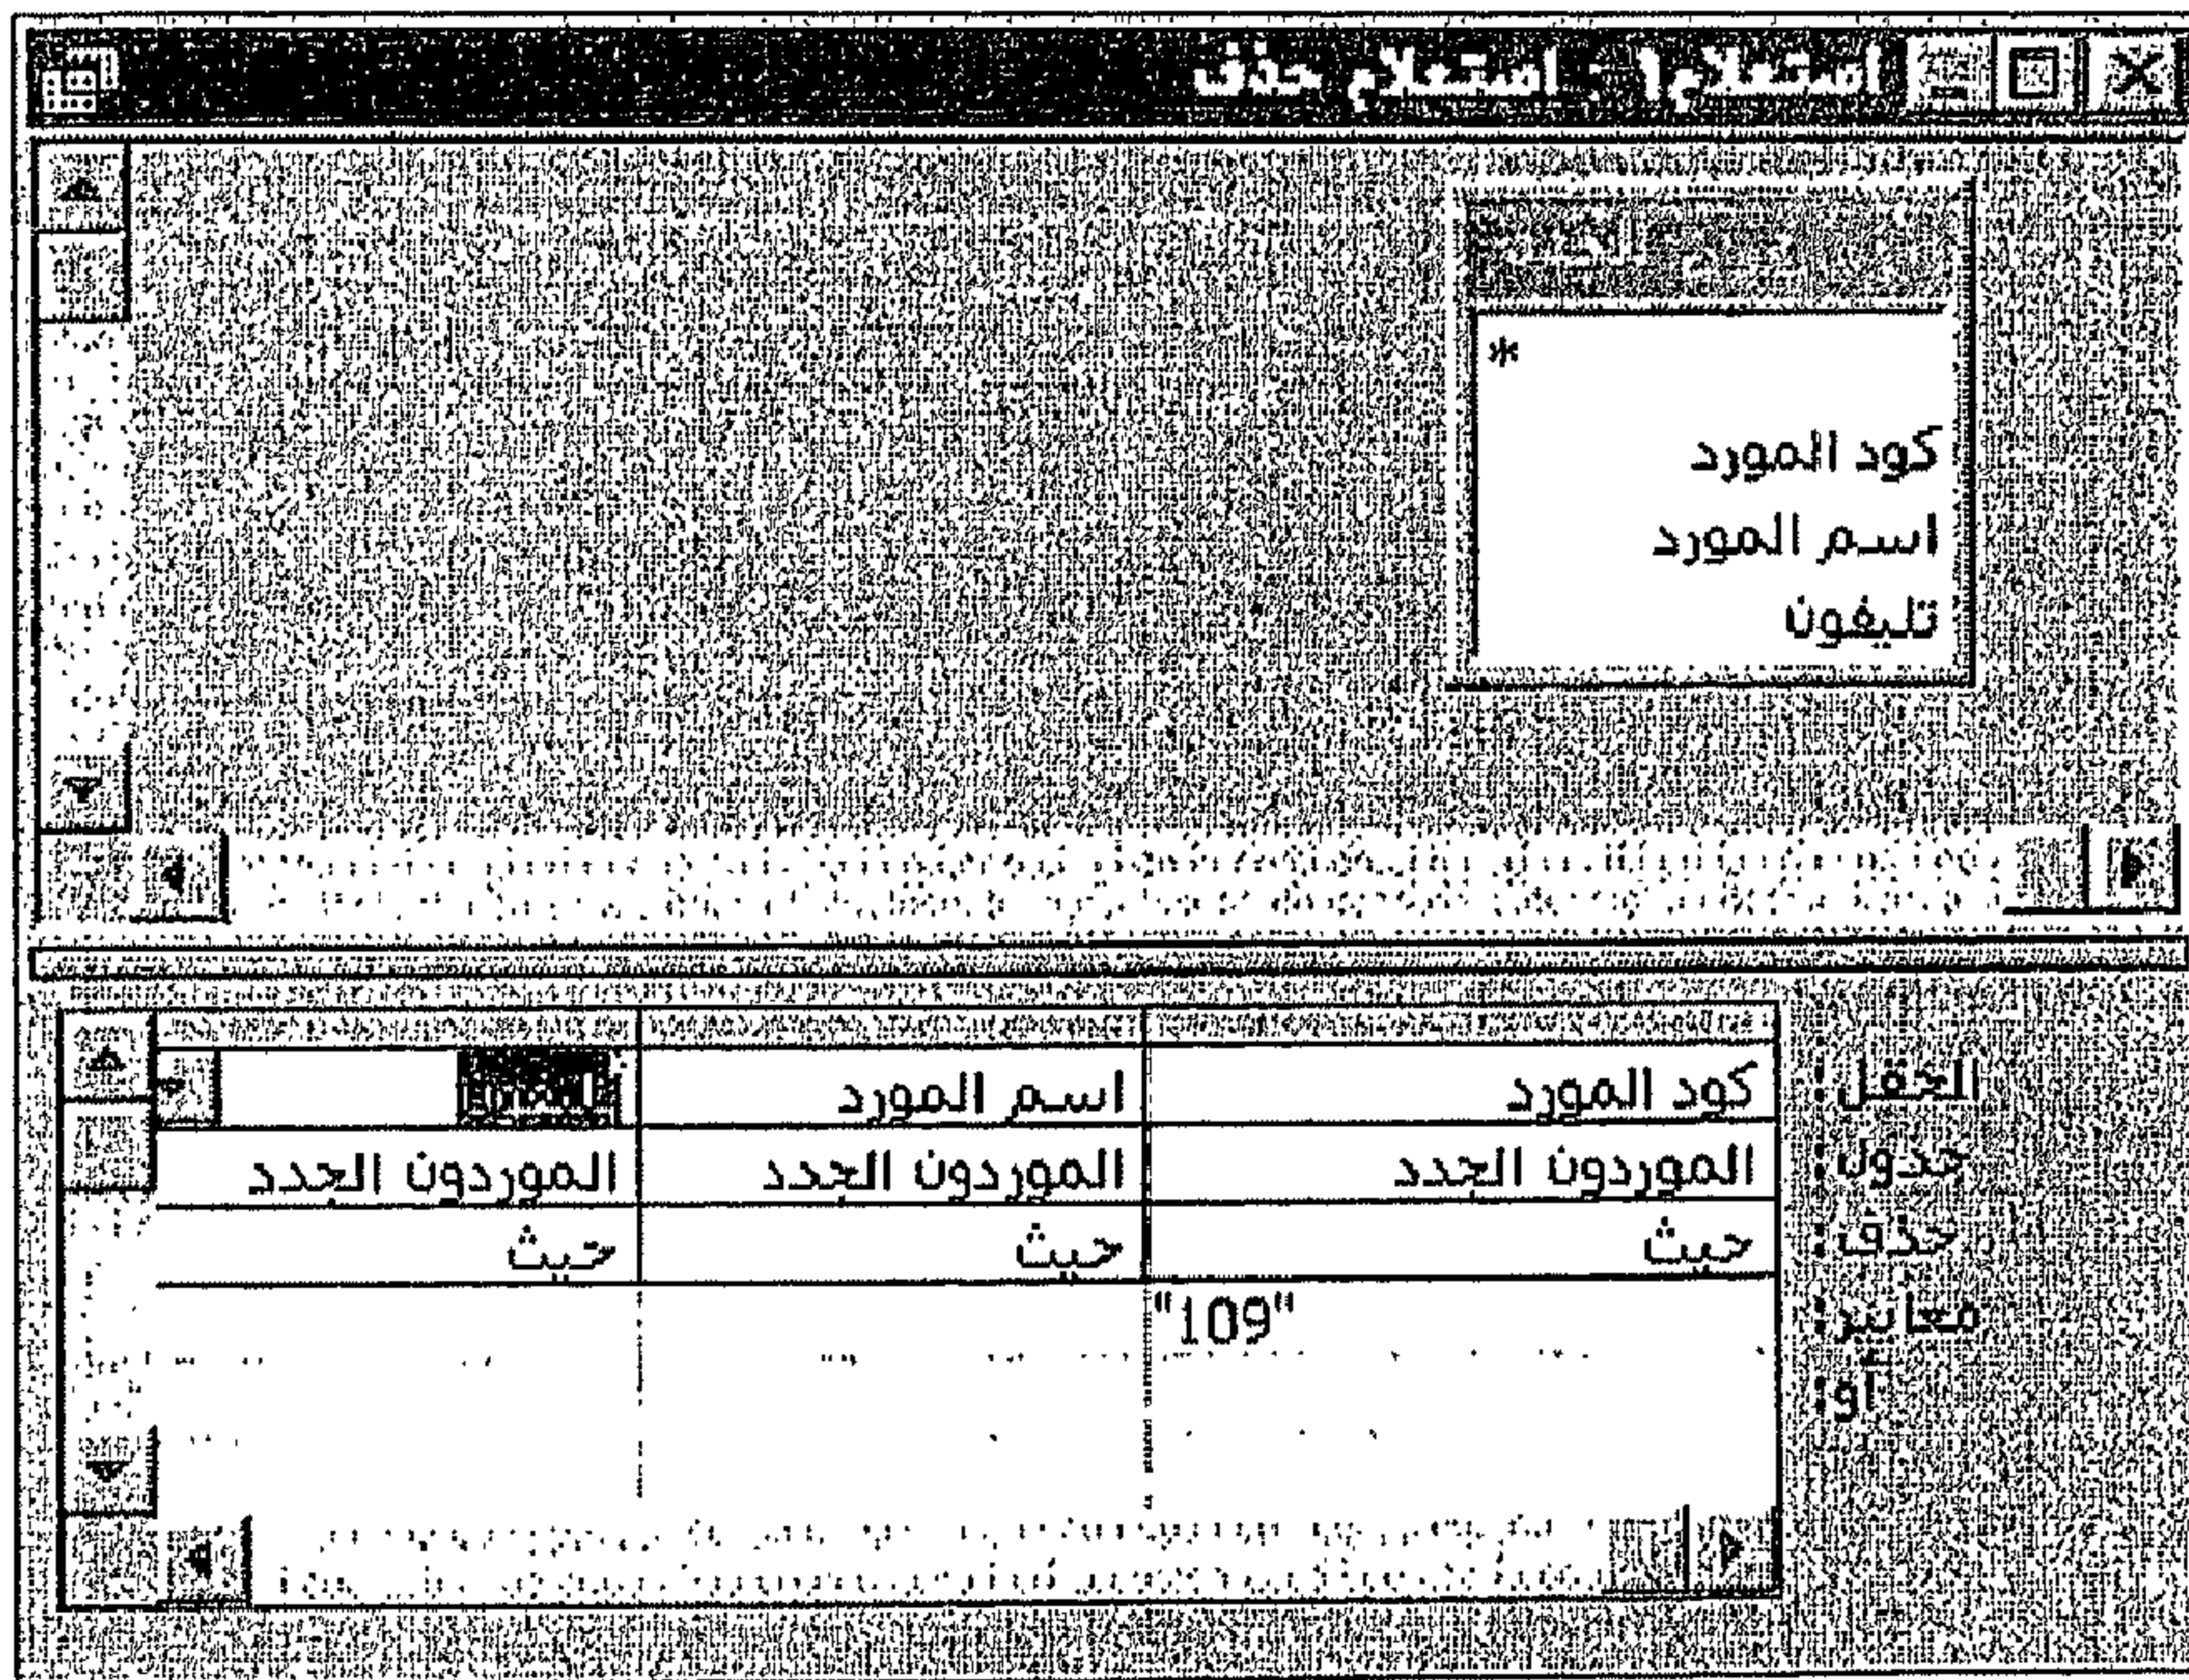 استعلام1 : استعلام حذف
*
كود المورد
اسم المورد
تليفون
الحقل: كود المورد اسم المورد
جدول: الموردون الجدد الموردون الجدد الموردون الجدد
حذف: حيث حيث حيث
معايير: "109"
أو: